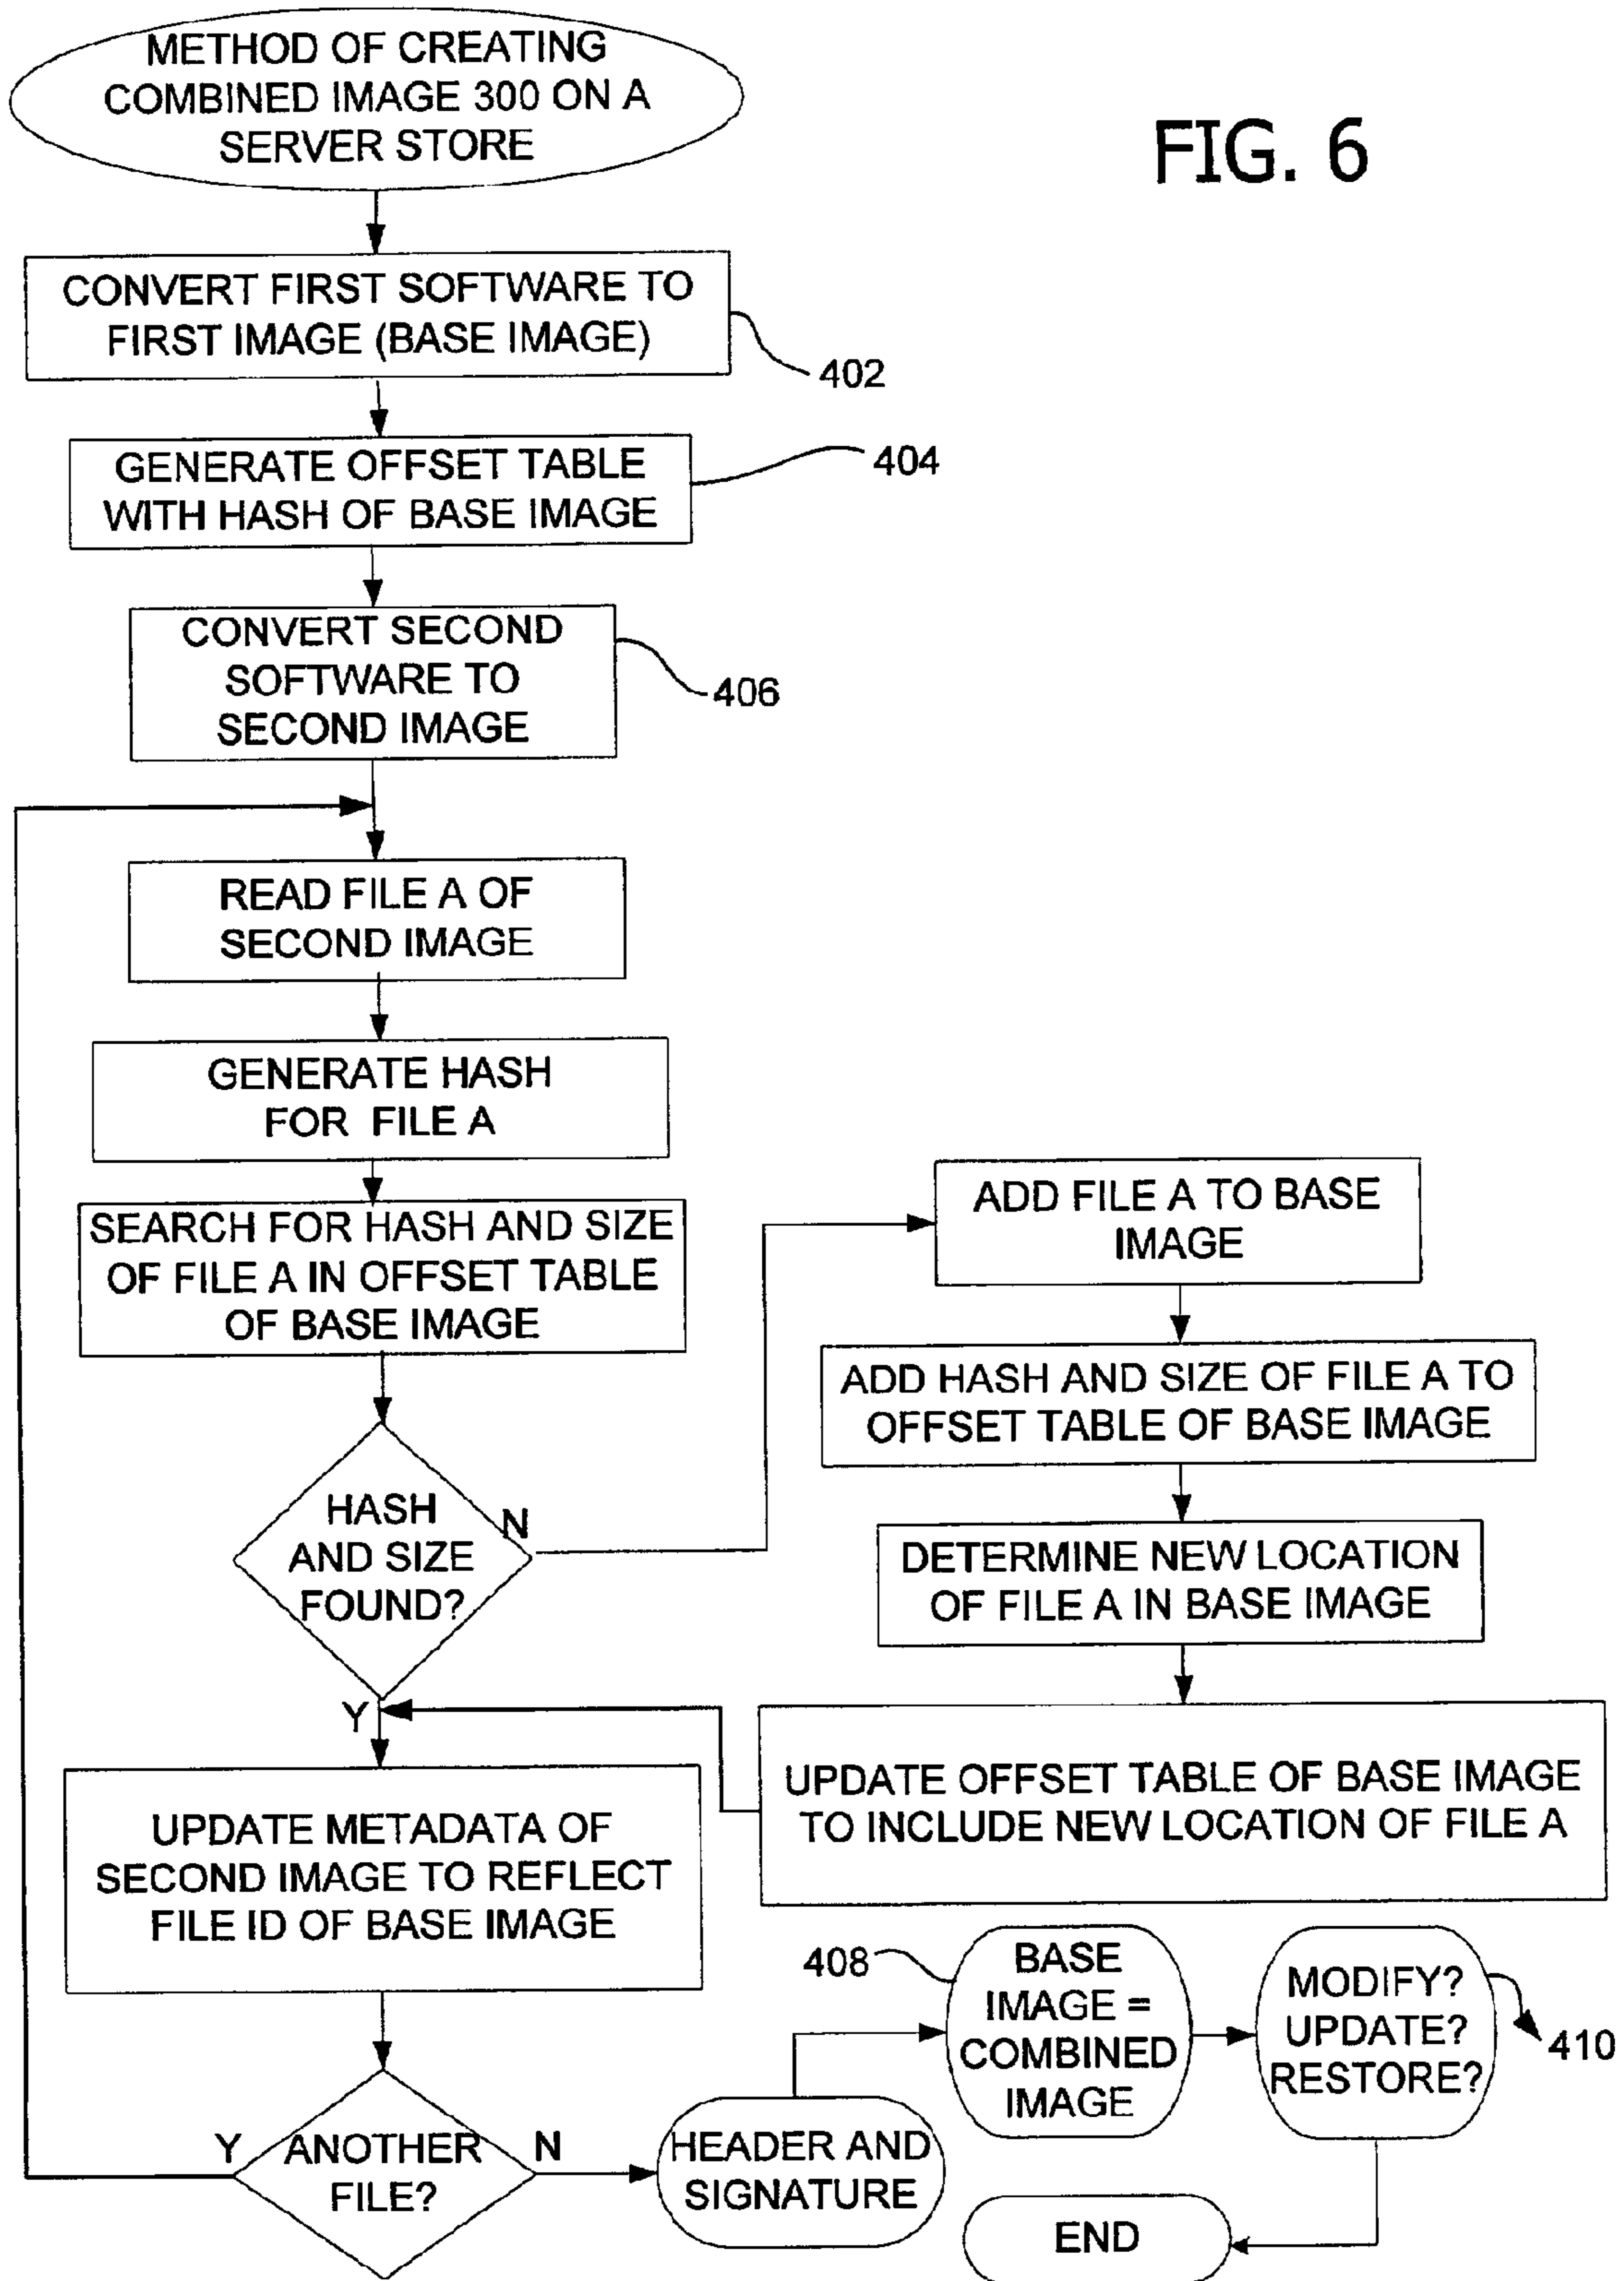 METHOD OF CREATING
COMBINED IMAGE 300 ON A
SERVER STORE
FIG. 6
CONVERT FIRST SOFTWARE TO
FIRST IMAGE (BASE IMAGE)
402
GENERATE OFFSET TABLE
WITH HASH OF BASE IMAGE
404
CONVERT SECOND
SOFTWARE TO
SECOND IMAGE
406
READ FILE A OF
SECOND IMAGE
GENERATE HASH
FOR FILE A
SEARCH FOR HASH AND SIZE
OF FILE A IN OFFSET TABLE
OF BASE IMAGE
HASH
AND SIZE
FOUND?
N
Y
ADD FILE A TO BASE
IMAGE
ADD HASH AND SIZE OF FILE A TO
OFFSET TABLE OF BASE IMAGE
DETERMINE NEW LOCATION
OF FILE A IN BASE IMAGE
UPDATE OFFSET TABLE OF BASE IMAGE
TO INCLUDE NEW LOCATION OF FILE A
UPDATE METADATA OF
SECOND IMAGE TO REFLECT
FILE ID OF BASE IMAGE
Y
ANOTHER
FILE?
N
HEADER AND
SIGNATURE
408
BASE
IMAGE =
COMBINED
IMAGE
MODIFY?
UPDATE?
RESTORE?
410
END